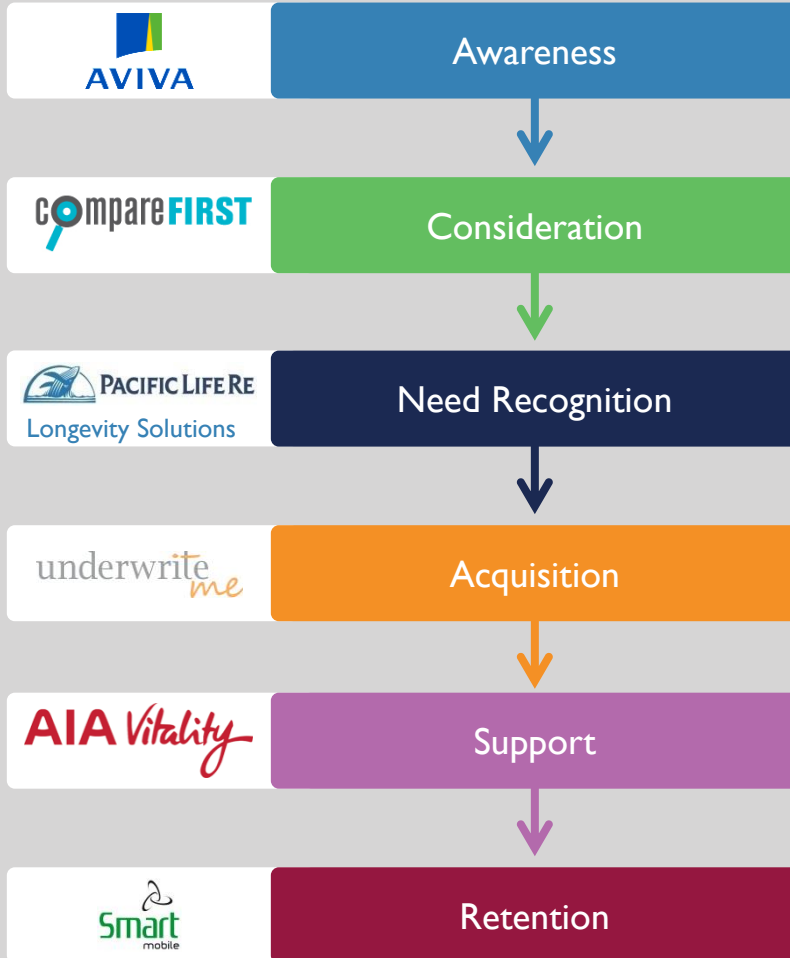 AVIVA
Awareness
compareFIRST
Consideration
PACIFIC LIFE RE
Longevity Solutions
Need Recognition
underwrite
me
Acquisition
AIA Vitality
Support
Smart
mobile
Retention